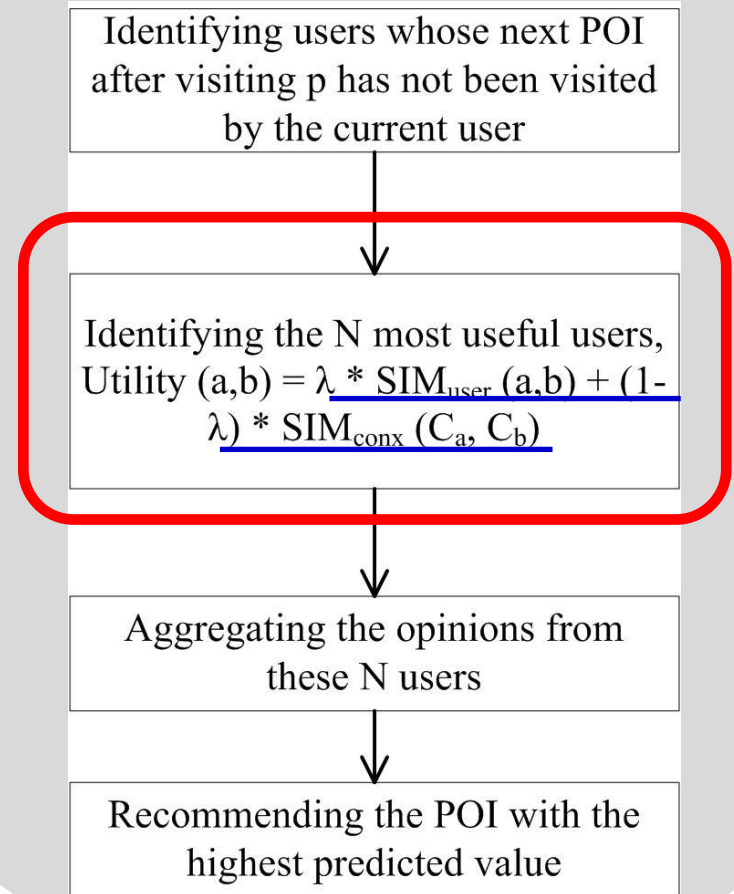 Identifying users whose next POI
after visiting p has not been visited
by the current user
Identifying the N most useful users,
Utility (a,b) = λ * SIMuser (a,b) + (1-
λ) * SIMconx (Ca, Cb)
Aggregating the opinions from
these N users
Recommending the POI with the
highest predicted value